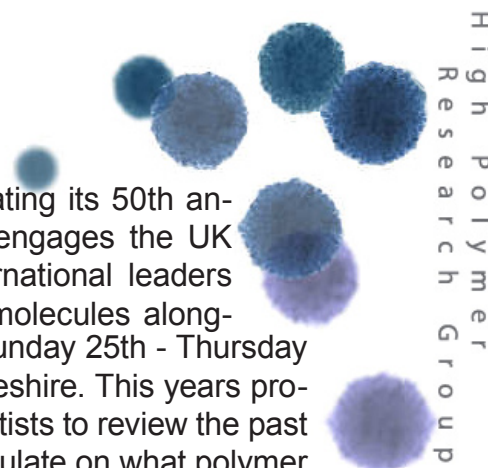 High Polymer
Research Group
ating its 50th an-
engages the UK
rnational leaders
molecules along-
unday 25th - Thursday
eshire. This years pro-
tists to review the past
ulate on what polymer